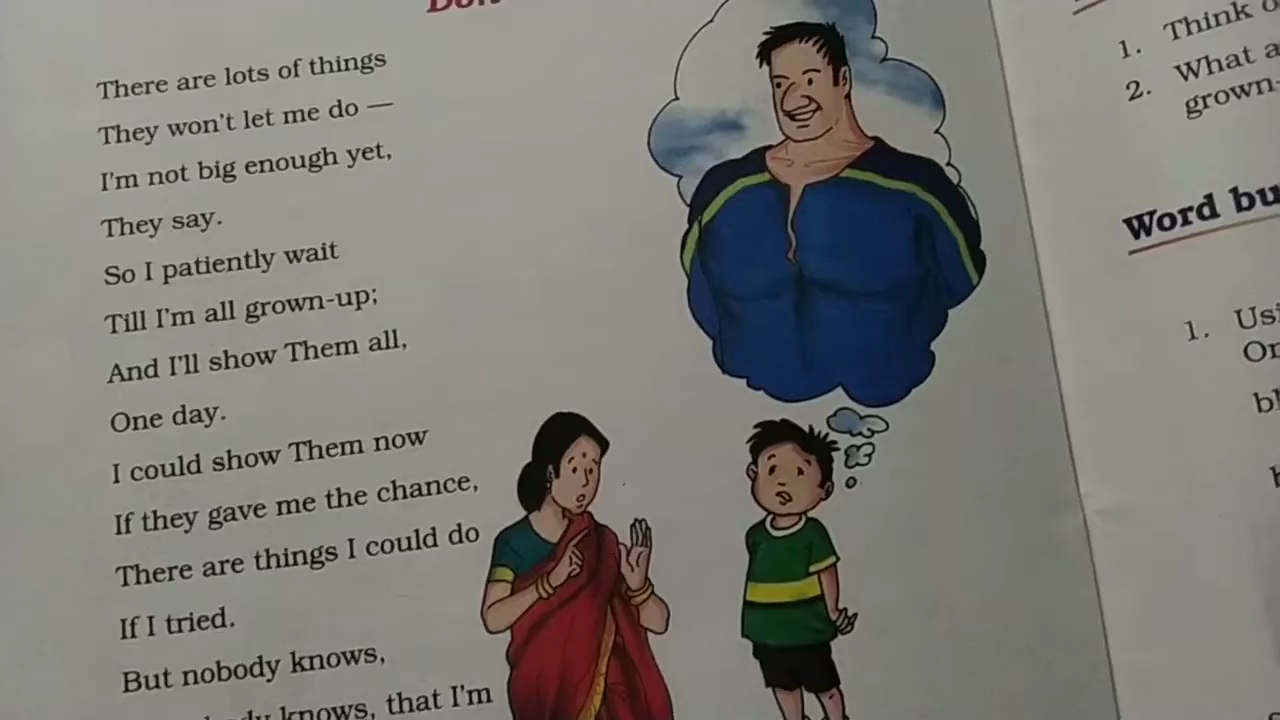 There are lots of things
They won't let me do —
I'm not big enough yet,
They say.
So I patiently wait
Till I'm all grown-up;
And I'll show Them all,
One day.
I could show Them now
If they gave me the chance,
There are things I could do
If I tried.
But nobody knows,
knows, that I'm
1. Think
2. What
grown-
Word
1.